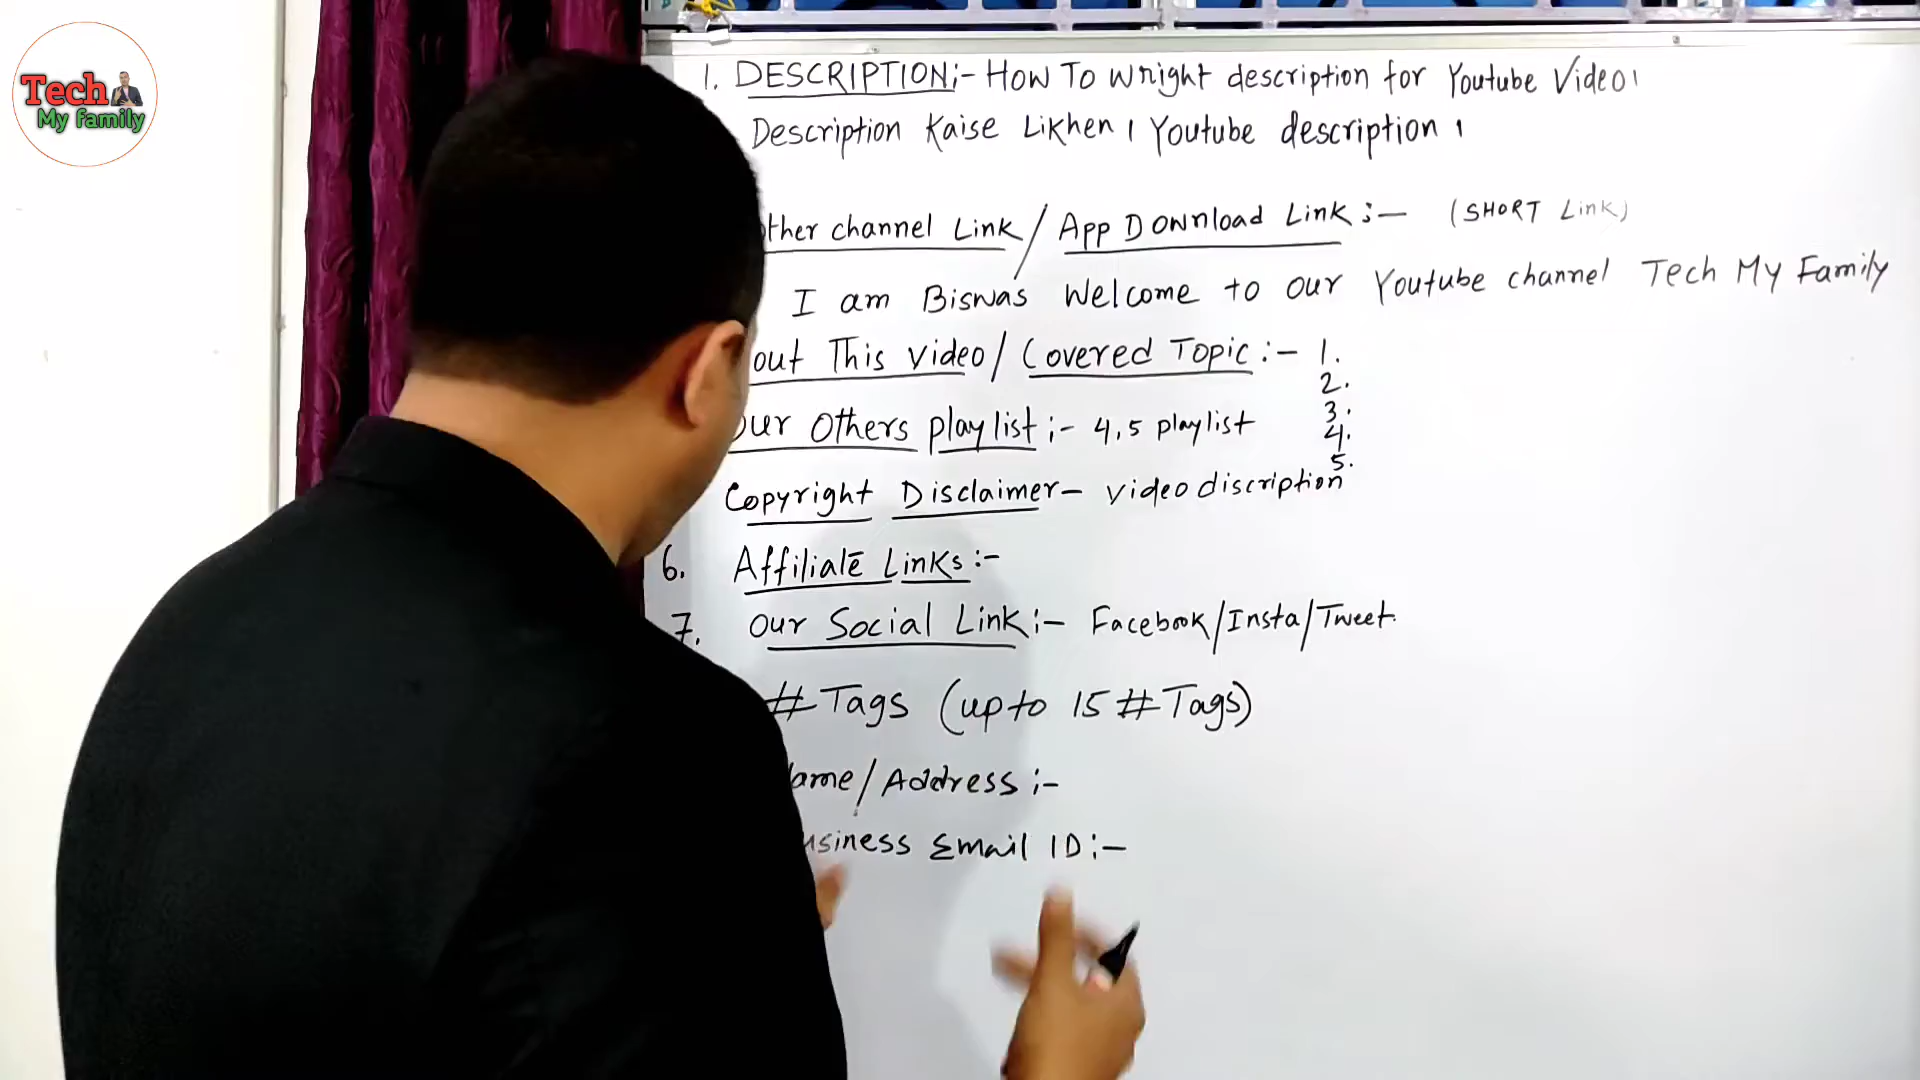 Tech
My family
1. DESCRIPTION:- How To Wright description for Youtube Video।
Description Kaise Likhen । Youtube description ।
ther channel Link / App Download Link :- (SHORT Link)
I am Biswas Welcome to our Youtube channel Tech My Family
out This video / Covered Topic :- 1.
2.
3.
4.
5.
our Others playlist :- 4,5 playlist
Copyright Disclaimer - video discription
6. Affiliate Links :-
7. our Social Link :- Facebook/Insta/Tweet.
# Tags (upto 15 # Tags)
ame / Address :-
usiness Email ID :-